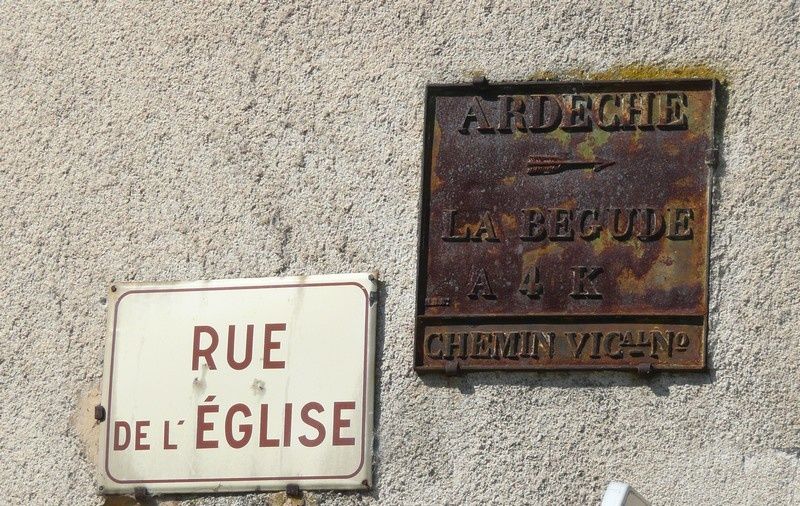 ARDECHE
LA BEGUDE
A 4 K
CHEMIN VICAL No
RUE
DE L'ÉGLISE